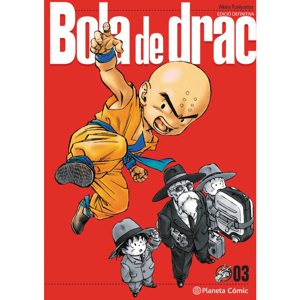 Akira Toriyama
Bola de drac
EDICIÓ DEFINITIVA
03
Planeta Cómic